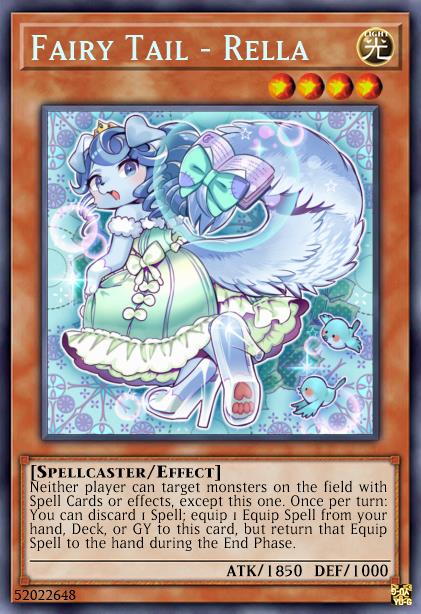 Fairy Tail - Rella
LIGHT
光
[Spellcaster/Effect]
Neither player can target monsters on the field with
Spell Cards or effects, except this one. Once per turn:
You can discard 1 Spell; equip 1 Equip Spell from your
hand, Deck, or GY to this card, but return that Equip
Spell to the hand during the End Phase.
ATK/1850 DEF/1000
52022648